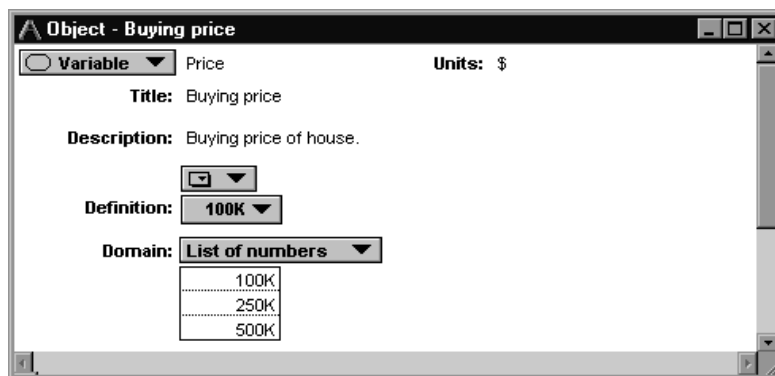 Object - Buying price
Variable Price Units: $
Title: Buying price
Description: Buying price of house.
Definition: 100K
Domain: List of numbers
100K
250K
500K